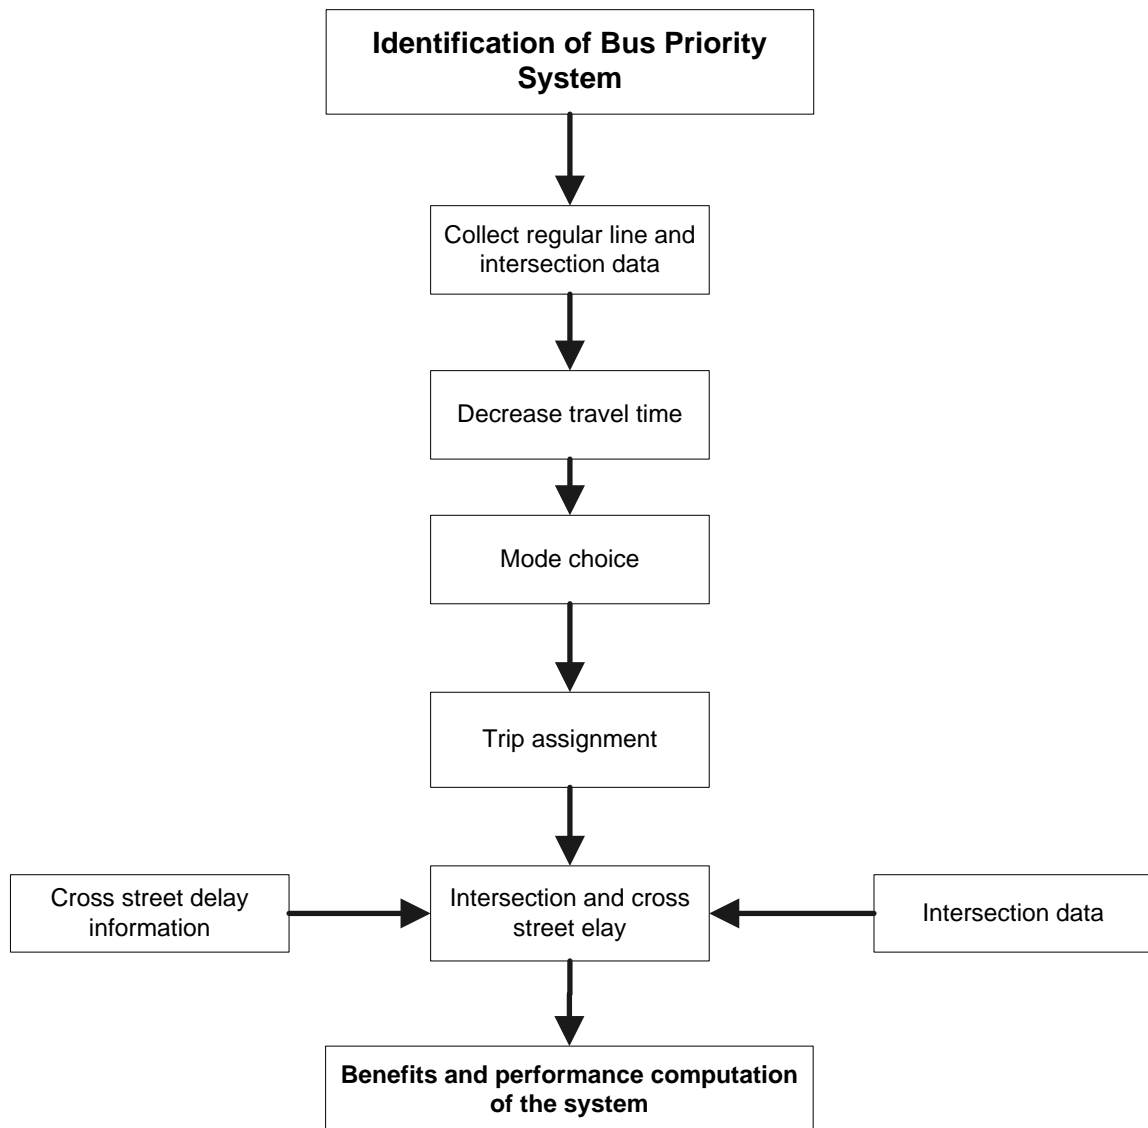 Identification of Bus Priority
System
Collect regular line and
intersection data
Decrease travel time
Mode choice
Trip assignment
Cross street delay
information
Intersection and cross
street elay
Intersection data
Benefits and performance computation
of the system